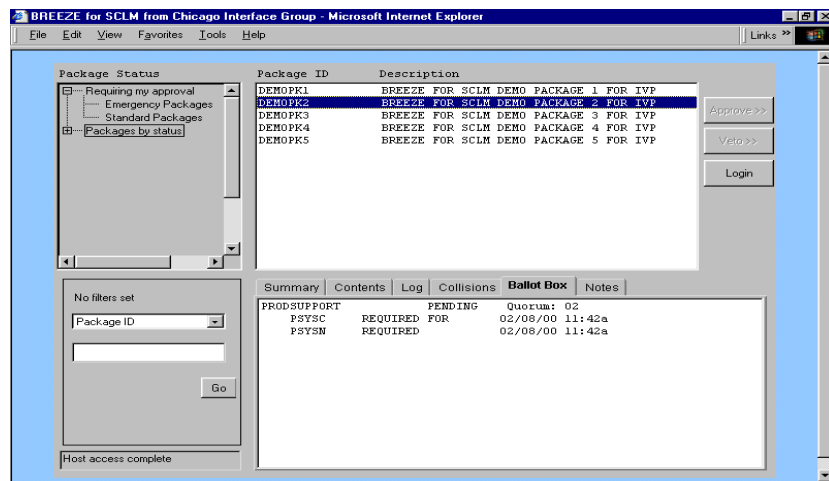 BREEZE for SCLM from Chicago Interface Group - Microsoft Internet Explorer
File Edit View Favorites Tools Help Links »
Package Status
Requiring my approval
Emergency Packages
Standard Packages
Packages by status
Package ID Description
DEMOPK1 BREEZE FOR SCLM DEMO PACKAGE 1 FOR IVP
DEMOPK2 BREEZE FOR SCLM DEMO PACKAGE 2 FOR IVP
DEMOPK3 BREEZE FOR SCLM DEMO PACKAGE 3 FOR IVP
DEMOPK4 BREEZE FOR SCLM DEMO PACKAGE 4 FOR IVP
DEMOPK5 BREEZE FOR SCLM DEMO PACKAGE 5 FOR IVP
Approve >>
Veto >>
Login
No filters set
Package ID
Go
Host access complete
Summary Contents Log Collisions Ballot Box Notes
PRODSUPPORT PENDING Quorum: 02
PSYSC REQUIRED FOR 02/08/00 11:42a
PSYSN REQUIRED 02/08/00 11:42a